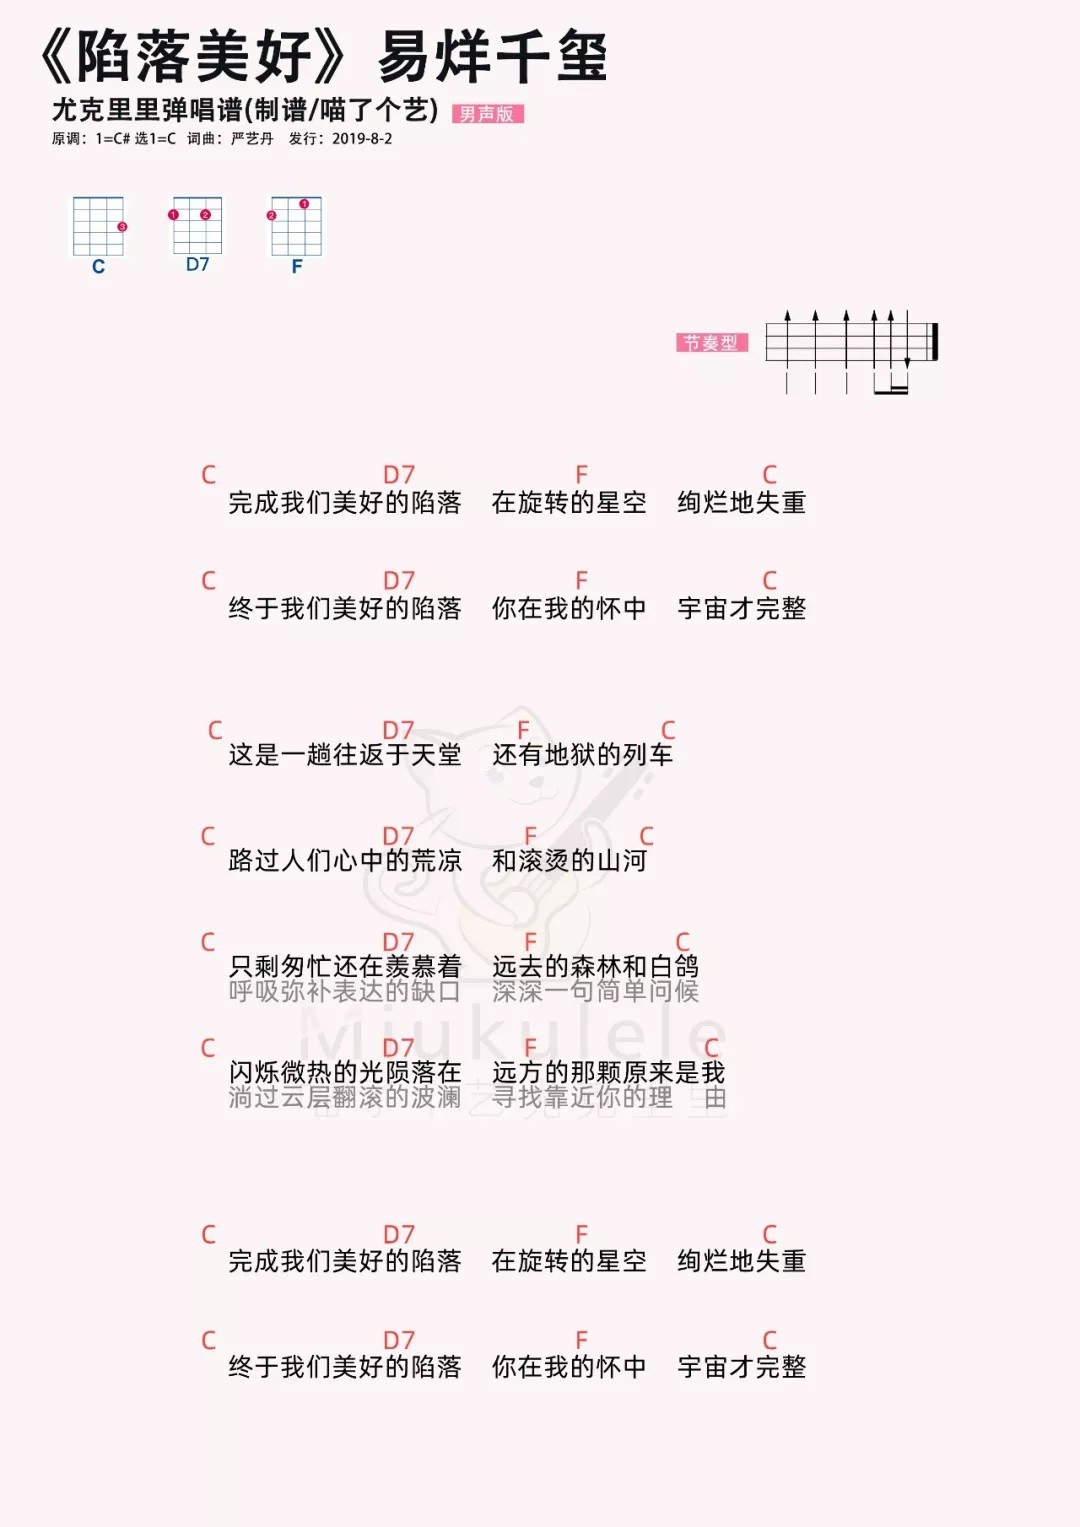 《陷落美好》易烊千玺
尤克里里弹唱谱(制谱/喵了个艺) 男声版
原调：1=C# 选1=C 词曲：严艺丹 发行：2019-8-2
3 1 2 2 1
C D7 F
节奏型
C D7 F C
完成我们美好的陷落 在旋转的星空 绚烂地失重
C D7 F C
终于我们美好的陷落 你在我的怀中 宇宙才完整
C D7 F C
这是一趟往返于天堂 还有地狱的列车
C D7 F C
路过人们心中的荒凉 和滚烫的山河
C D7 F C
只剩匆忙还在羡慕着 远去的森林和白鸽
呼吸弥补表达的缺口 深深一句简单问候
Miukulele
C D7 F C
闪烁微热的光陨落在 远方的那颗原来是我
淌过云层翻滚的波澜 寻找靠近你的理 由
C D7 F C
完成我们美好的陷落 在旋转的星空 绚烂地失重
C D7 F C
终于我们美好的陷落 你在我的怀中 宇宙才完整